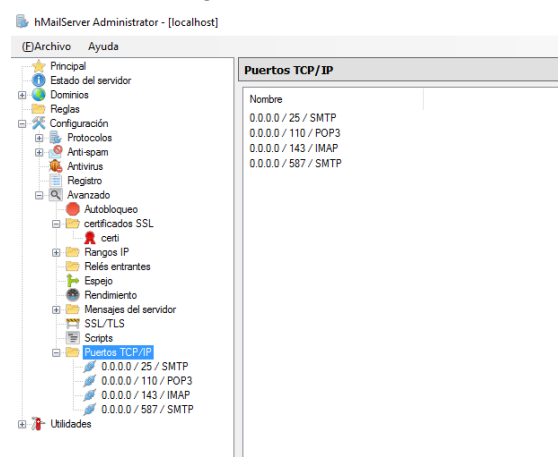 hMailServer Administrator - [localhost]
(F)Archivo Ayuda
Principal
Estado del servidor
Dominios
Reglas
Configuración
Protocolos
Anti-spam
Antivirus
Registro
Avanzado
Autobloqueo
certificados SSL
certi
Rangos IP
Relés entrantes
Espejo
Rendimiento
Mensajes del servidor
SSL/TLS
Scripts
Puertos TCP/IP
0.0.0.0 / 25 / SMTP
0.0.0.0 / 110 / POP3
0.0.0.0 / 143 / IMAP
0.0.0.0 / 587 / SMTP
Utilidades
Puertos TCP/IP
Nombre
0.0.0.0 / 25 / SMTP
0.0.0.0 / 110 / POP3
0.0.0.0 / 143 / IMAP
0.0.0.0 / 587 / SMTP